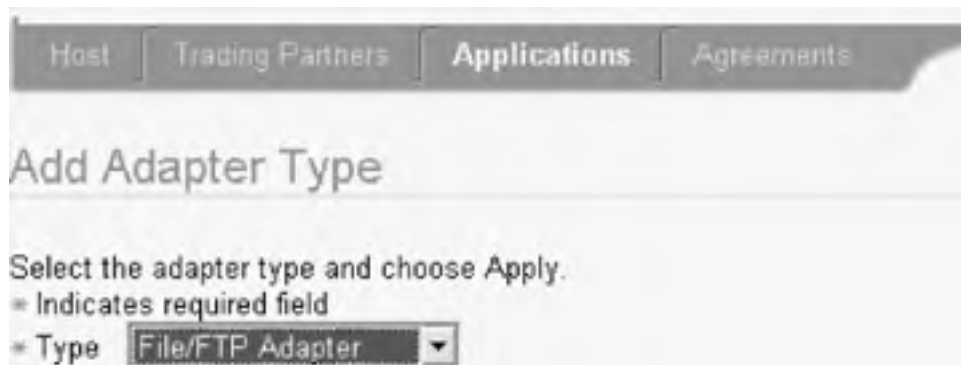 Host Trading Partners Applications Agreements
Add Adapter Type
Select the adapter type and choose Apply.
* Indicates required field
* Type File/FTP Adapter